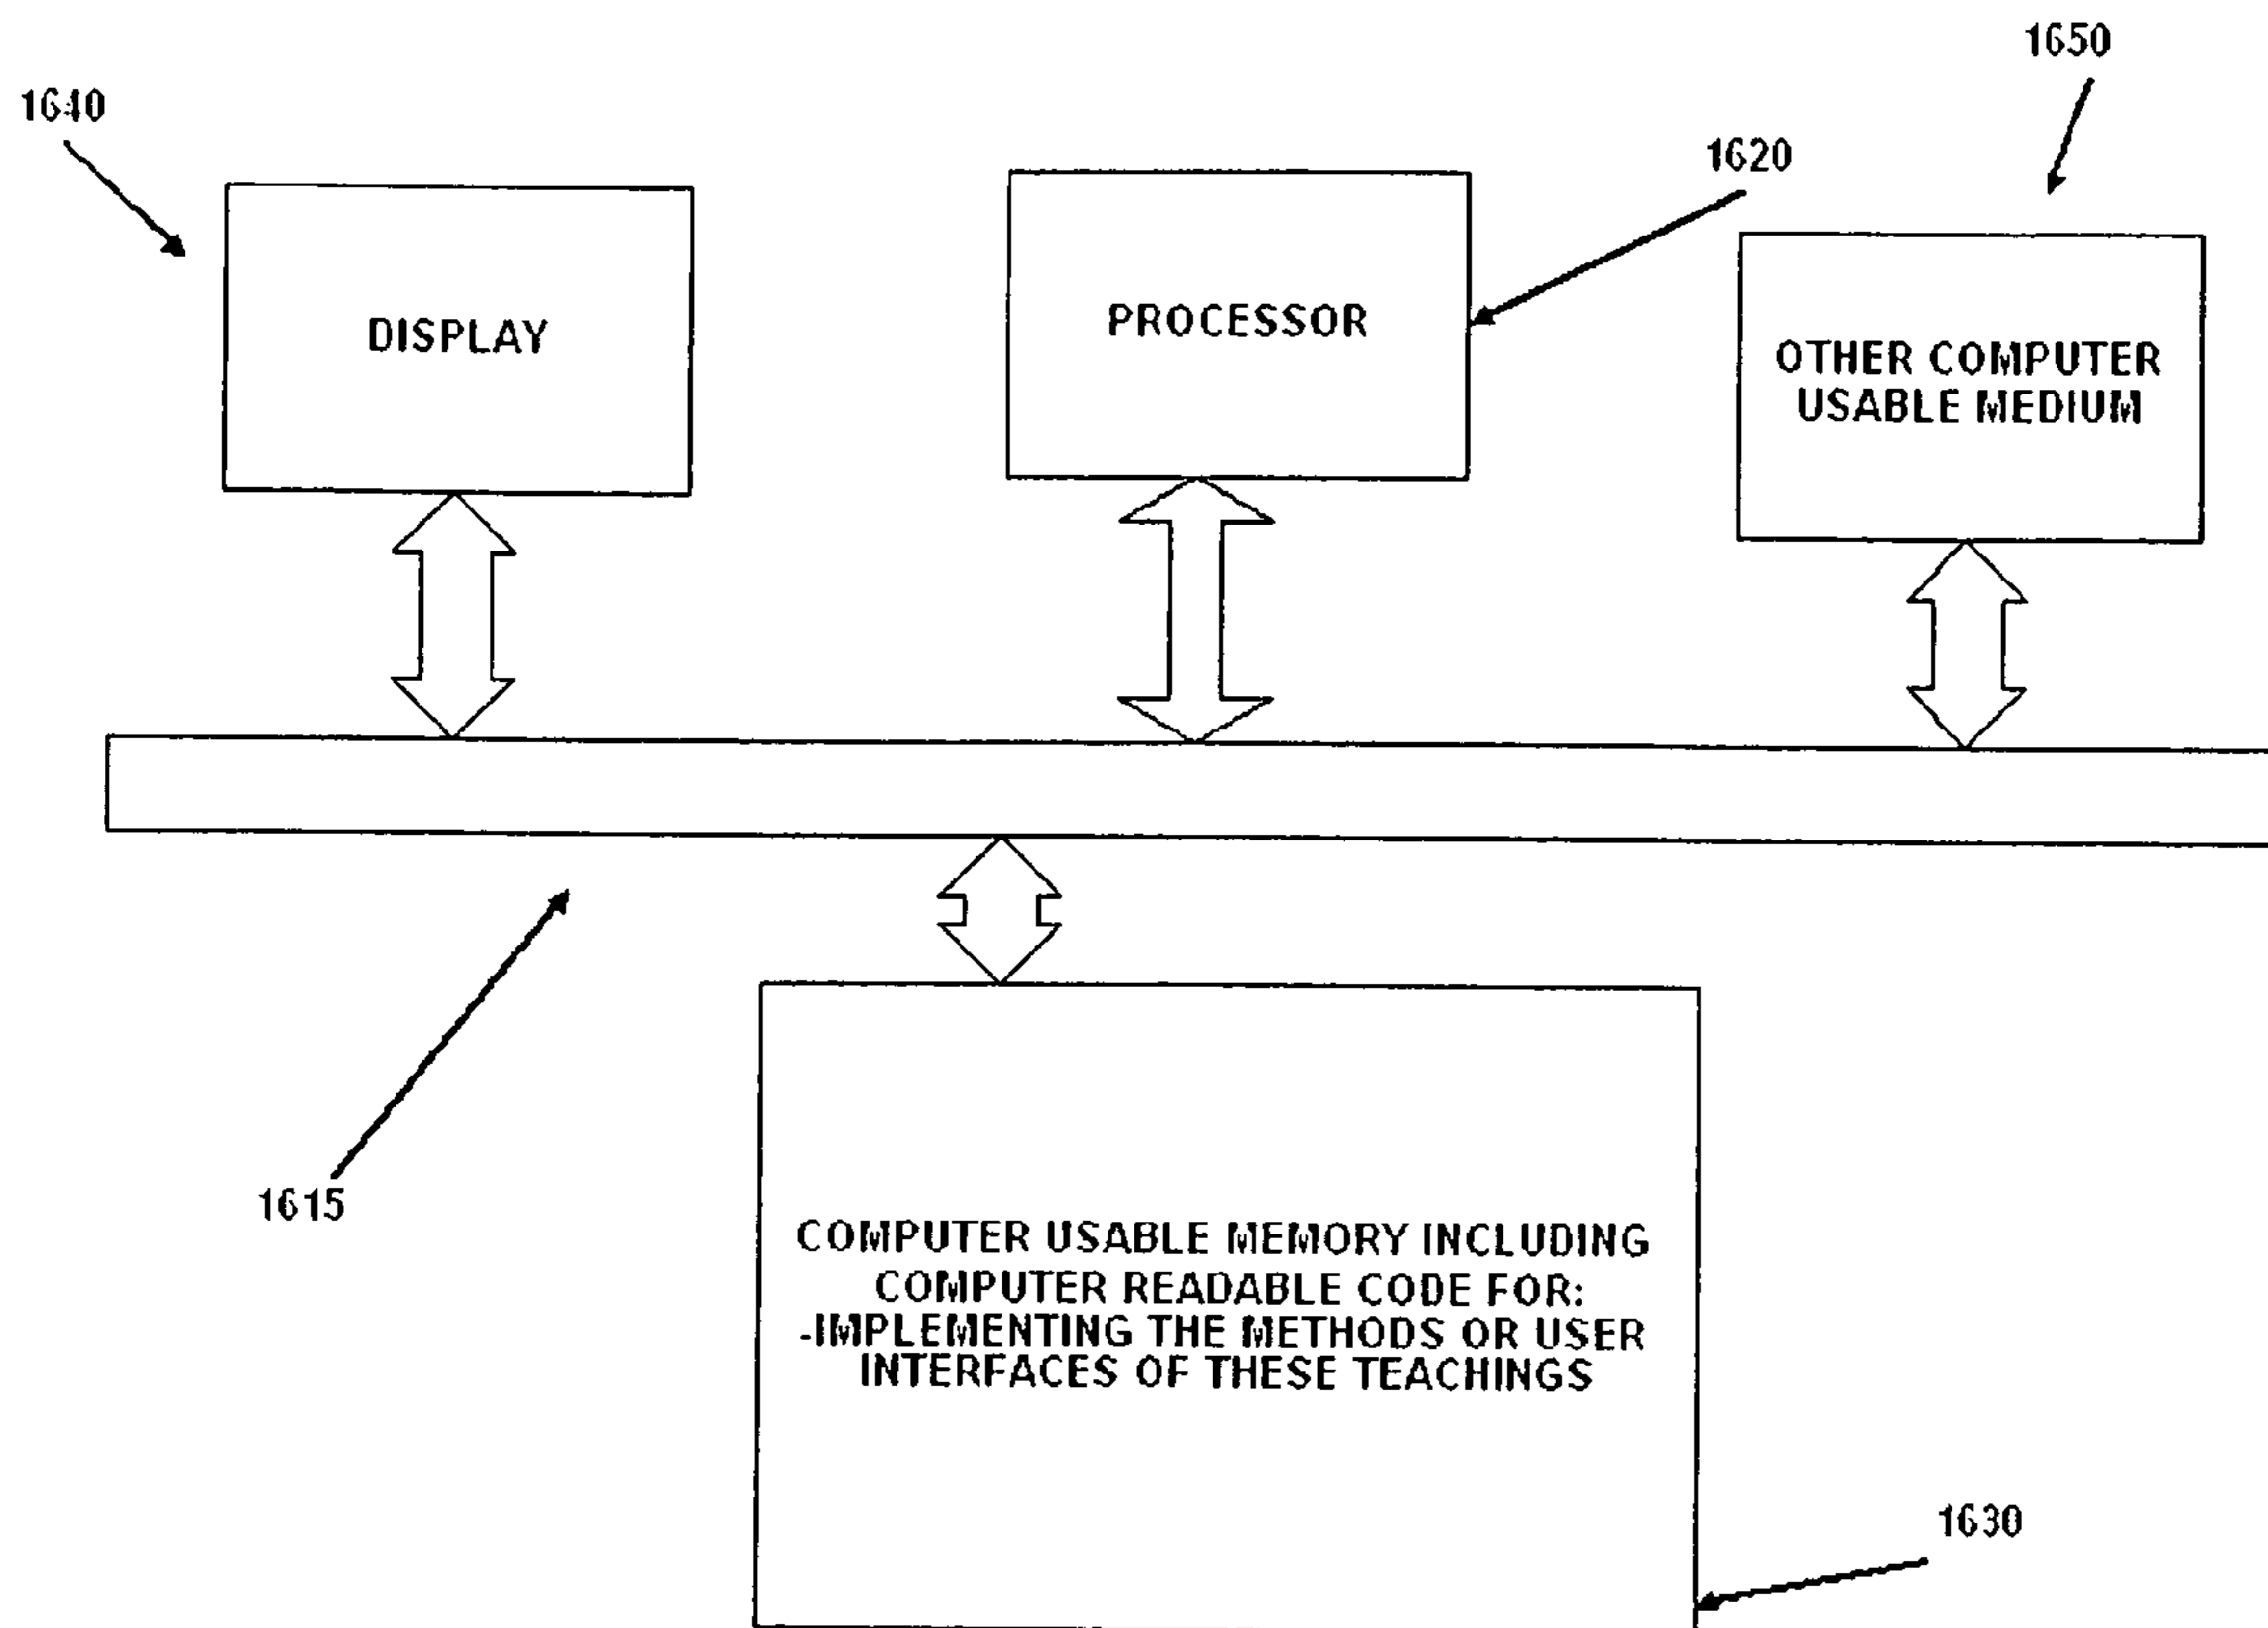 1650
1640
1620
DISPLAY
PROCESSOR
OTHER COMPUTER
USABLE MEDIUM
1615
COMPUTER USABLE MEMORY INCLUDING
COMPUTER READABLE CODE FOR:
-IMPLEMENTING THE METHODS OR USER
INTERFACES OF THESE TEACHINGS
1630